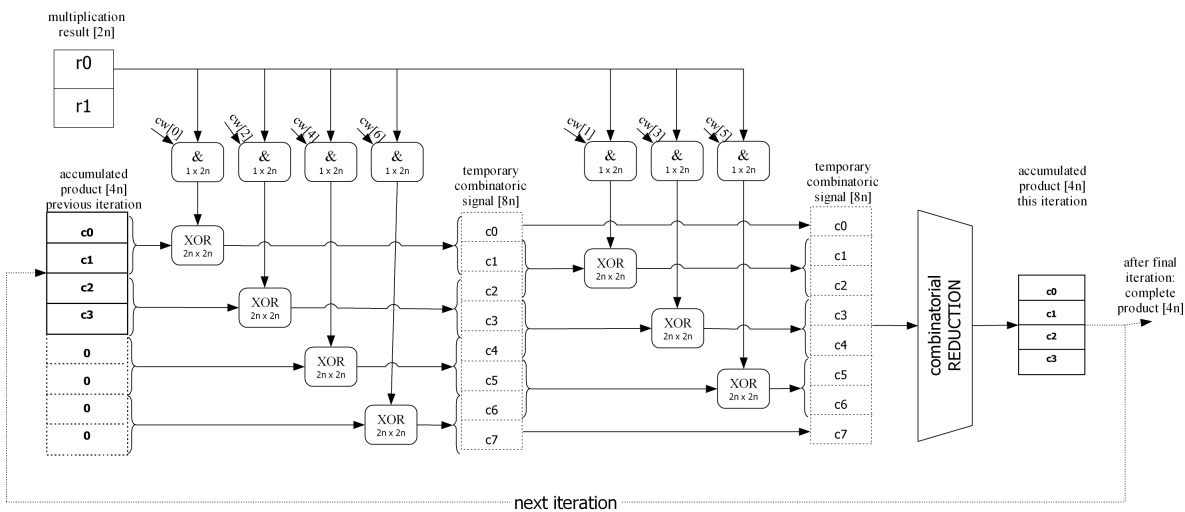 multiplication
result [2n]
r0
r1
cw[0]
cw[2]
cw[4]
cw[6]
cw[1]
cw[3]
cw[5]
&
1 x 2n
&
1 x 2n
&
1 x 2n
&
1 x 2n
&
1 x 2n
&
1 x 2n
&
1 x 2n
accumulated
product [4n]
previous iteration
c0
c1
c2
c3
0
0
0
0
XOR
2n x 2n
XOR
2n x 2n
XOR
2n x 2n
XOR
2n x 2n
temporary
combinatoric
signal [8n]
c0
c1
c2
c3
c4
c5
c6
c7
XOR
2n x 2n
XOR
2n x 2n
XOR
2n x 2n
temporary
combinatoric
signal [8n]
c0
c1
c2
c3
c4
c5
c6
c7
combinatorial
REDUCTION
accumulated
product [4n]
this iteration
c0
c1
c2
c3
after final
iteration:
complete
product [4n]
next iteration